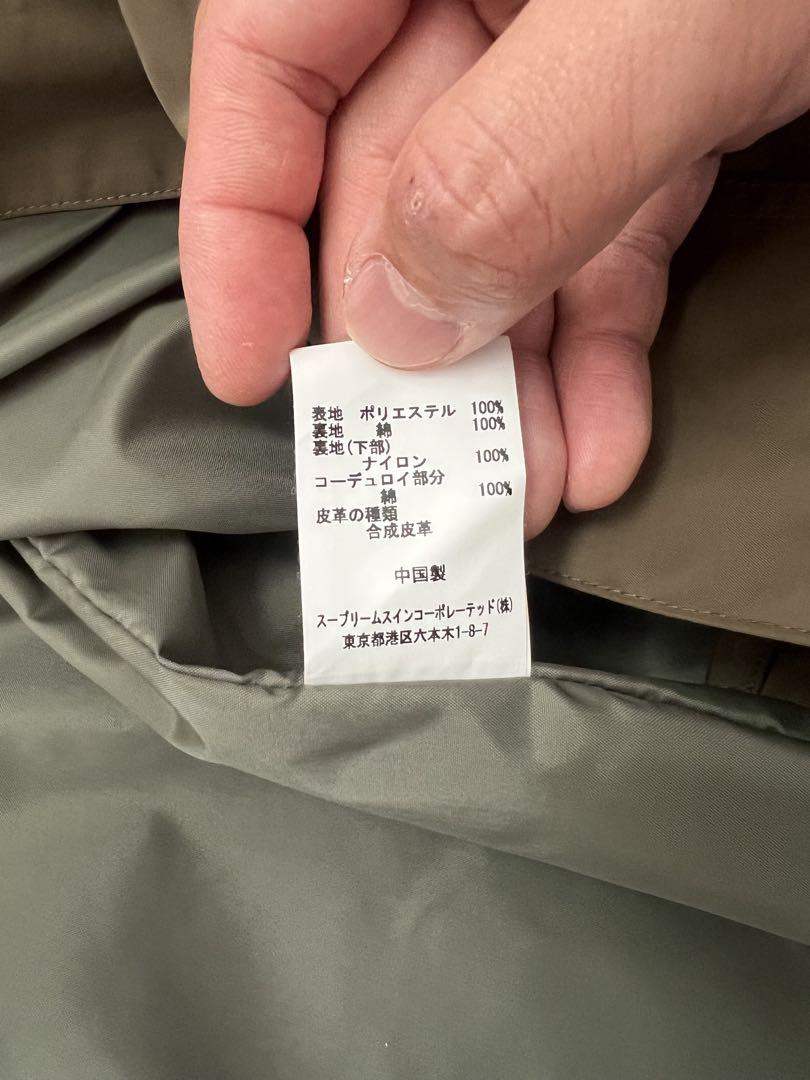 表地 ポリエステル 100%
裏地 綿 100%
裏地(下部)
ナイロン 100%
コーデュロイ部分
綿 100%
皮革の種類
合成皮革
中国製
スープリームスインコーポレーテッド(株)
東京都港区六本木1-8-7